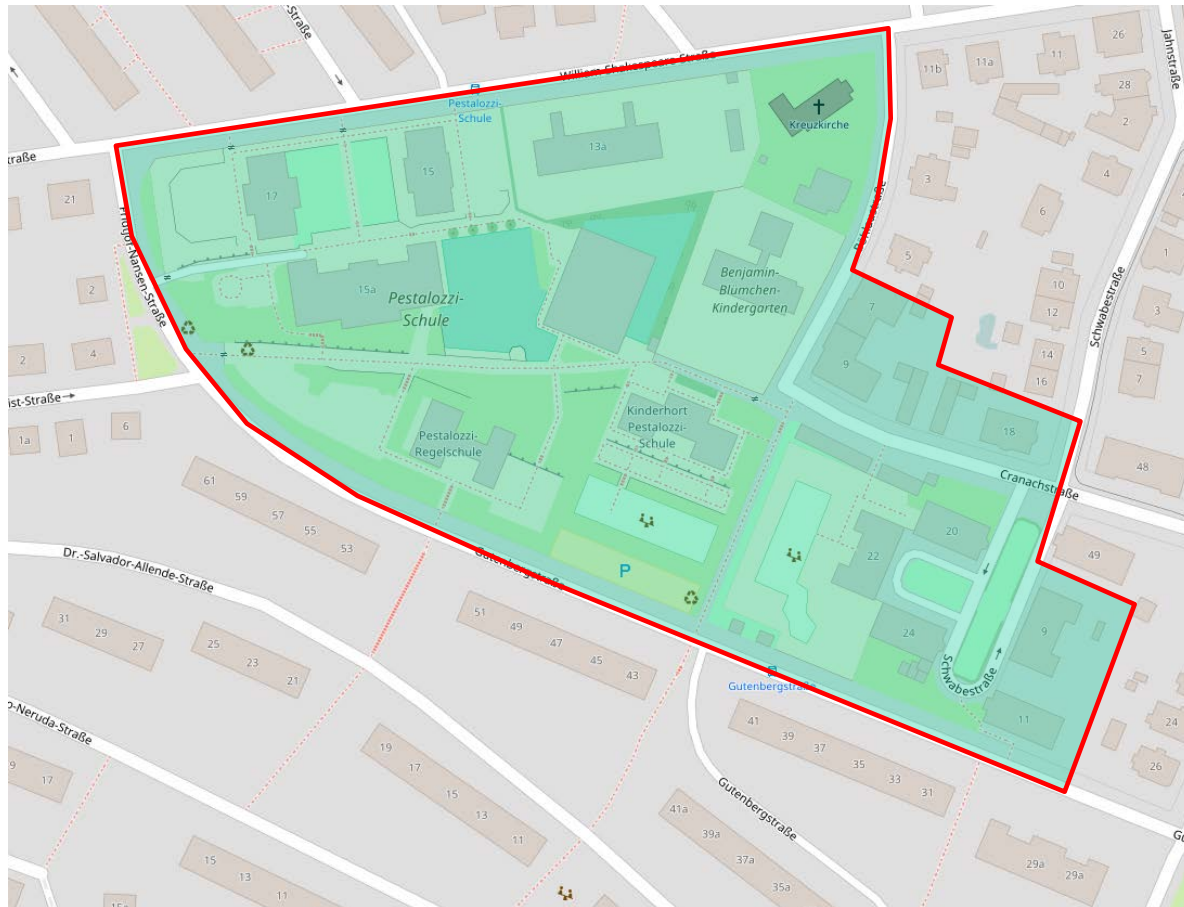 William-Shakespeare-Straße
Pestalozzi-
Schule
-Straße
-Straße
Jahnstraße
26
11
11a
11b
28
2
4
Kreuzkirche
13a
15
17
3
6
21
5
Fridtjof-Nansen-Straße
15a
Pestalozzi-
Schule
Benjamin-
Blümchen-
Kindergarten
2
1
10
12
3
Schwabestraße
7
9
14
16
5
7
2
4
ist-Straße
1a
1
6
Pestalozzi-
Regelschule
Kinderhort
Pestalozzi-
Schule
18
48
Cranachstraße
61
59
57
55
53
20
22
49
Dr.-Salvador-Allende-Straße
Gutenbergstraße
P
51
49
47
45
43
24
9
31
29
27
25
23
21
Schwabestraße
Gutenbergstraße
11
24
26
o-Neruda-Straße
9
17
41
39
37
35
33
31
19
17
15
13
11
Gutenbergstraße
41a
39a
37a
35a
Gu
29a
29a
15
13
11